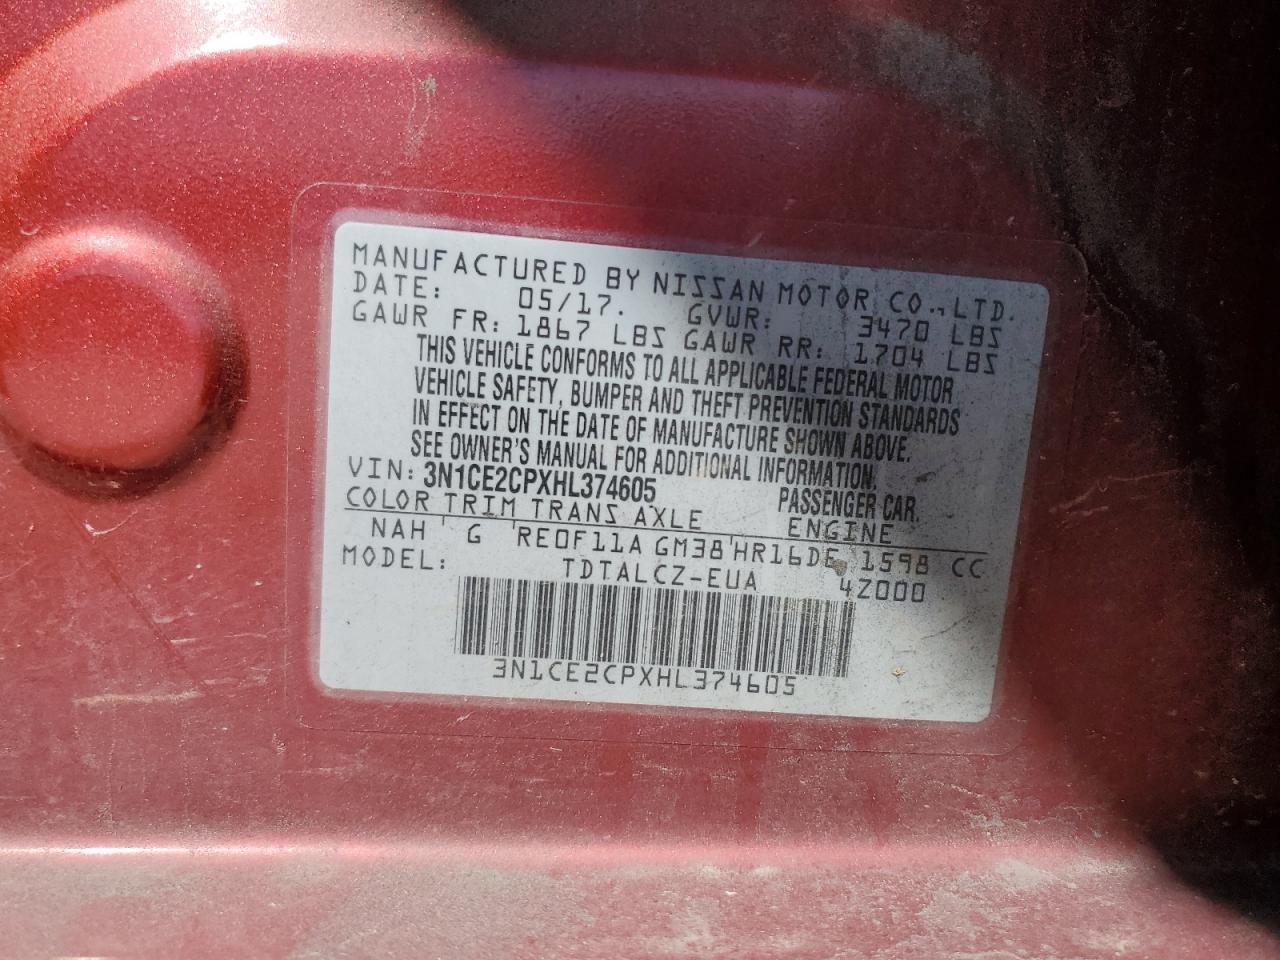 MANUFACTURED BY NISSAN MOTOR CO., LTD.
DATE: 05/17. GVWR: 3470 LBS
GAWR FR: 1867 LBS GAWR RR: 1704 LBS
THIS VEHICLE CONFORMS TO ALL APPLICABLE FEDERAL MOTOR
VEHICLE SAFETY, BUMPER AND THEFT PREVENTION STANDARDS
IN EFFECT ON THE DATE OF MANUFACTURE SHOWN ABOVE.
SEE OWNER'S MANUAL FOR ADDITIONAL INFORMATION.
VIN: 3N1CE2CPXHL374605 PASSENGER CAR.
COLOR TRIM TRANS AXLE ENGINE
NAH G RE0F11A GM38 HR16DE 1598 CC
MODEL: TDTALCZ-EUA 4Z000
3N1CE2CPXHL374605